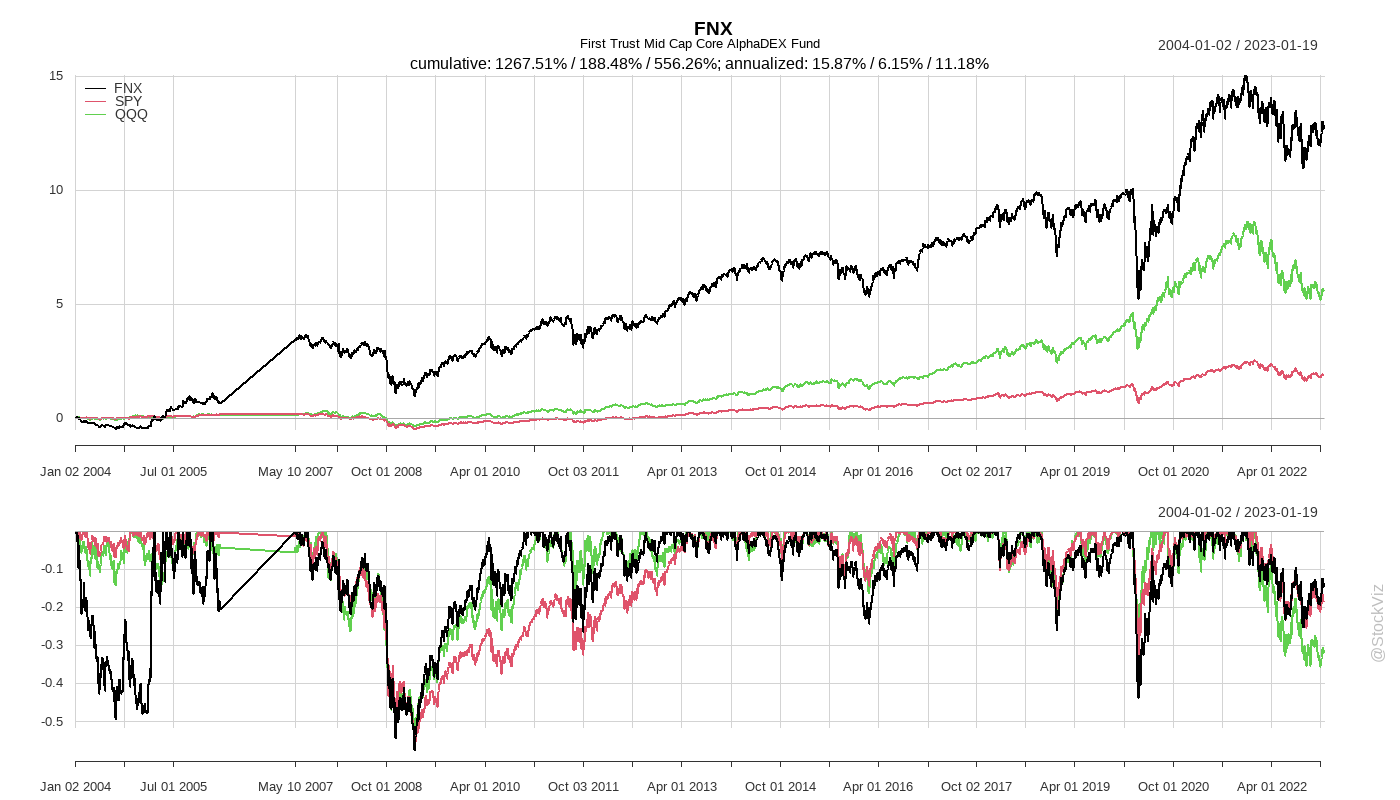 FNX
First Trust Mid Cap Core AlphaDEX Fund
2004-01-02 / 2023-01-19
cumulative: 1267.51% / 188.48% / 556.26%; annualized: 15.87% / 6.15% / 11.18%
15
FNX
SPY
QQQ
10
5
0
Jan 02 2004 Jul 01 2005 May 10 2007 Oct 01 2008 Apr 01 2010 Oct 03 2011 Apr 01 2013 Oct 01 2014 Apr 01 2016 Oct 02 2017 Apr 01 2019 Oct 01 2020 Apr 01 2022
2004-01-02 / 2023-01-19
-0.1
-0.2
-0.3
-0.4
-0.5
Jan 02 2004 Jul 01 2005 May 10 2007 Oct 01 2008 Apr 01 2010 Oct 03 2011 Apr 01 2013 Oct 01 2014 Apr 01 2016 Oct 02 2017 Apr 01 2019 Oct 01 2020 Apr 01 2022
@StockViz